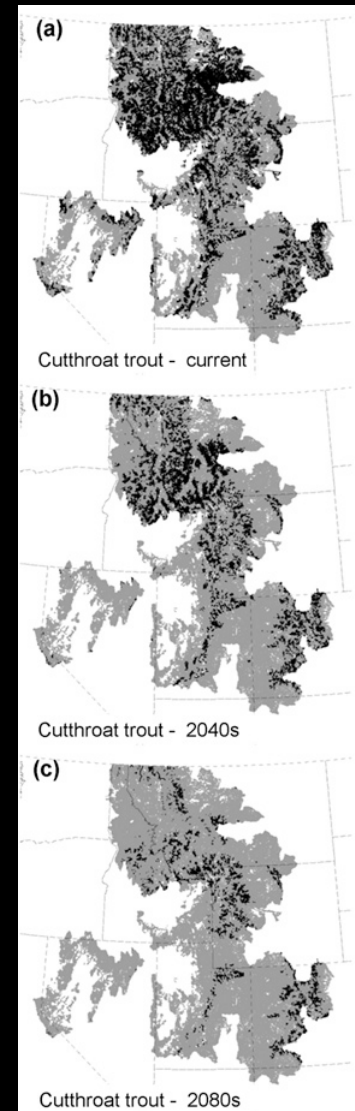 (a)
Cutthroat trout - current
(b)
Cutthroat trout - 2040s
(c)
Cutthroat trout - 2080s